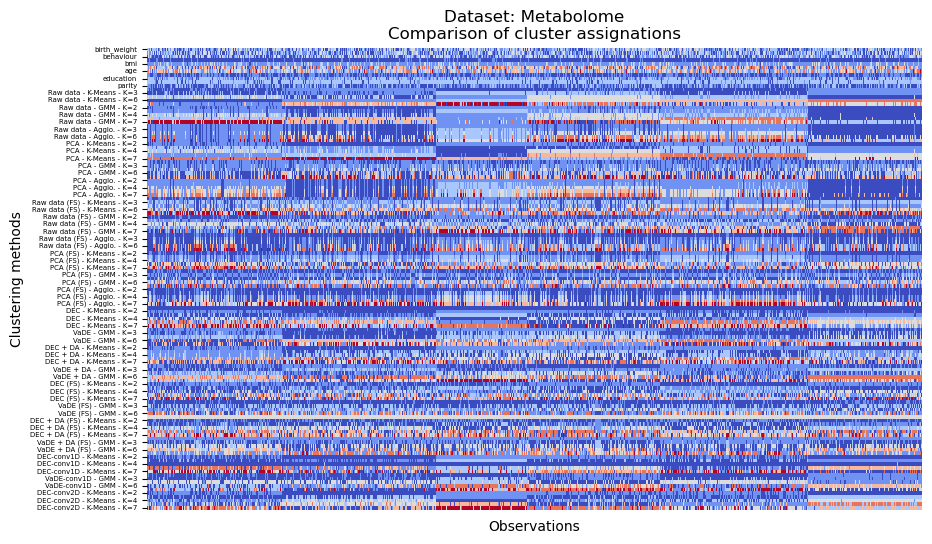 Dataset: Metabolome
Comparison of cluster assignations
Clustering methods
birth_weight
behaviour
bmi
age
education
parity
Raw data - K-Means - K=3
Raw data - K-Means - K=6
Raw data - GMM - K=2
Raw data - GMM - K=4
Raw data - GMM - K=7
Raw data - Agglo. - K=3
Raw data - Agglo. - K=6
PCA - K-Means - K=2
PCA - K-Means - K=4
PCA - K-Means - K=7
PCA - GMM - K=3
PCA - GMM - K=6
PCA - Agglo. - K=2
PCA - Agglo. - K=4
PCA - Agglo. - K=7
Raw data (FS) - K-Means - K=3
Raw data (FS) - K-Means - K=6
Raw data (FS) - GMM - K=2
Raw data (FS) - GMM - K=4
Raw data (FS) - GMM - K=7
Raw data (FS) - Agglo. - K=3
Raw data (FS) - Agglo. - K=6
PCA (FS) - K-Means - K=2
PCA (FS) - K-Means - K=4
PCA (FS) - K-Means - K=7
PCA (FS) - GMM - K=3
PCA (FS) - GMM - K=6
PCA (FS) - Agglo. - K=2
PCA (FS) - Agglo. - K=4
PCA (FS) - Agglo. - K=7
DEC - K-Means - K=2
DEC - K-Means - K=4
DEC - K-Means - K=7
VaDE - GMM - K=3
VaDE - GMM - K=6
DEC + DA - K-Means - K=2
DEC + DA - K-Means - K=4
DEC + DA - K-Means - K=7
VaDE + DA - GMM - K=3
VaDE + DA - GMM - K=6
DEC (FS) - K-Means - K=2
DEC (FS) - K-Means - K=4
DEC (FS) - K-Means - K=7
VaDE (FS) - GMM - K=3
VaDE (FS) - GMM - K=6
DEC + DA (FS) - K-Means - K=2
DEC + DA (FS) - K-Means - K=4
DEC + DA (FS) - K-Means - K=7
VaDE + DA (FS) - GMM - K=3
VaDE + DA (FS) - GMM - K=6
DEC-conv1D - K-Means - K=2
DEC-conv1D - K-Means - K=4
DEC-conv1D - K-Means - K=7
VaDE-conv1D - GMM - K=3
VaDE-conv1D - GMM - K=6
DEC-conv2D - K-Means - K=2
DEC-conv2D - K-Means - K=4
DEC-conv2D - K-Means - K=7
Observations